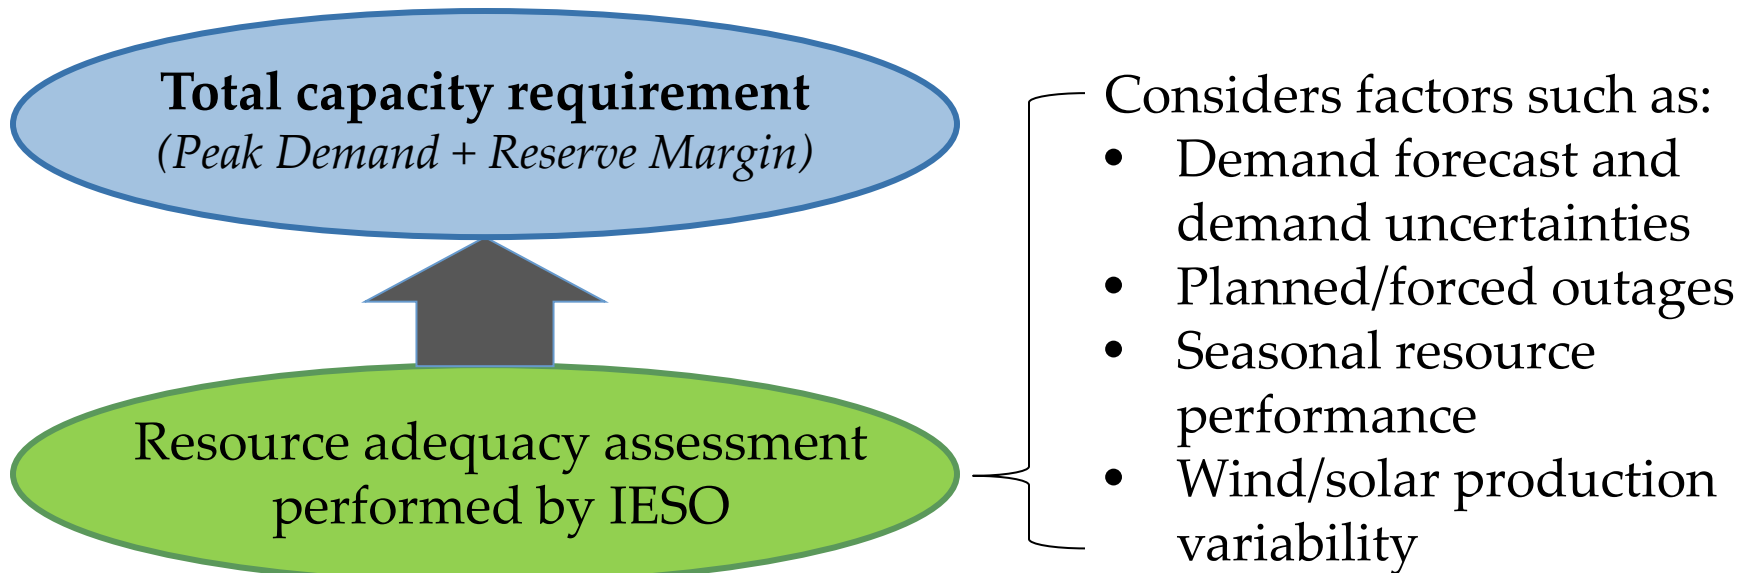 Total capacity requirement
(Peak Demand + Reserve Margin)
Resource adequacy assessment
performed by IESO
Considers factors such as:
• Demand forecast and
demand uncertainties
• Planned/forced outages
• Seasonal resource
performance
• Wind/solar production
variability